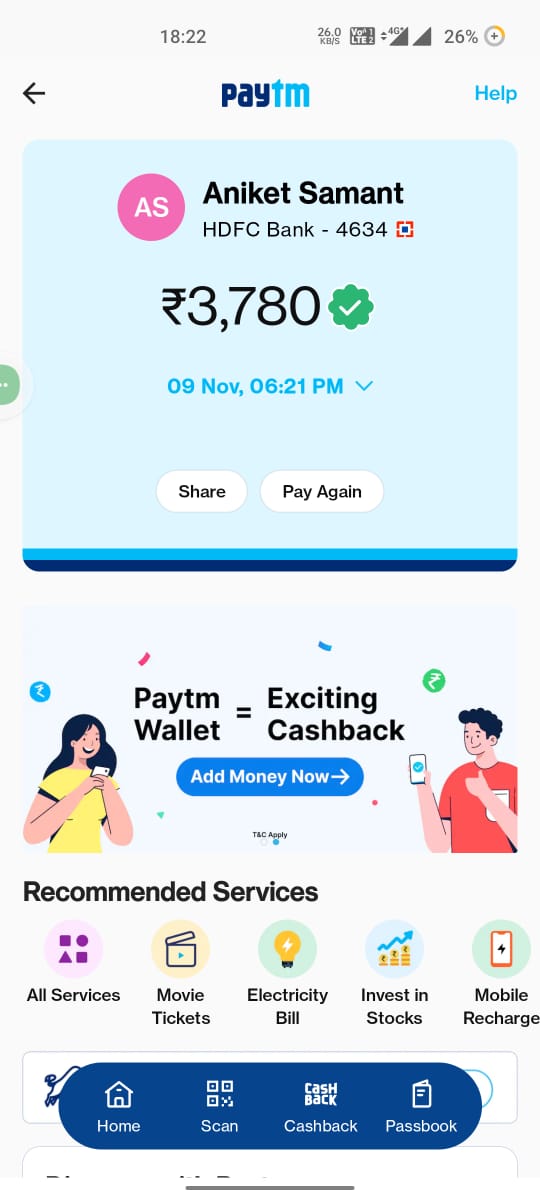 18:22
26.0 KB/S Vo° 1 LTE 2 4G+ 26%
paytm
Help
AS
Aniket Samant
HDFC Bank - 4634
₹3,780
09 Nov, 06:21 PM
Share
Pay Again
Paytm = Exciting
Wallet Cashback
Add Money Now→
T&C Apply
Recommended Services
All Services
Movie
Tickets
Electricity
Bill
Invest in
Stocks
Mobile
Recharge
Home
Scan
CASH
BACK
Cashback
Passbook